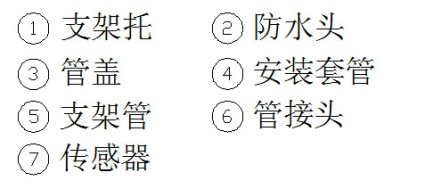 ① 支架托 ② 防水头
③ 管盖 ④ 安装套管
⑤ 支架管 ⑥ 管接头
⑦ 传感器